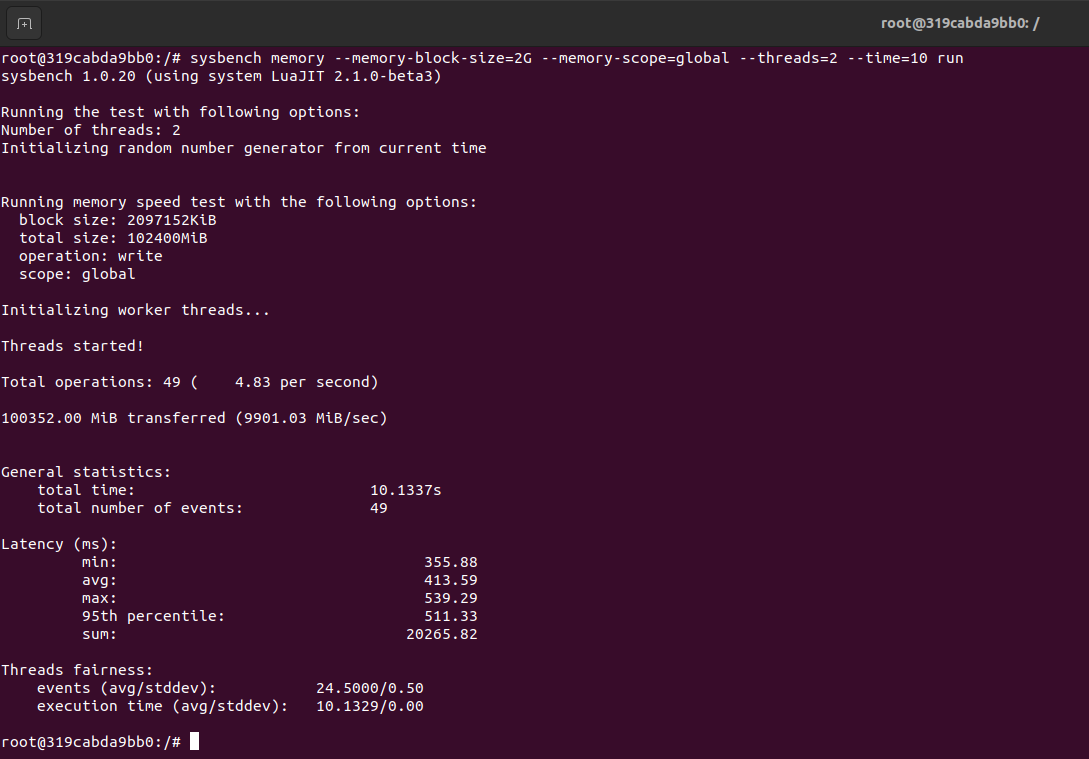 root@319cabda9bb0: /
root@319cabda9bb0:/# sysbench memory --memory-block-size=2G --memory-scope=global --threads=2 --time=10 run
sysbench 1.0.20 (using system LuaJIT 2.1.0-beta3)
Running the test with following options:
Number of threads: 2
Initializing random number generator from current time
Running memory speed test with the following options:
block size: 2097152KiB
total size: 102400MiB
operation: write
scope: global
Initializing worker threads...
Threads started!
Total operations: 49 (    4.83 per second)
100352.00 MiB transferred (9901.03 MiB/sec)
General statistics:
total time: 10.1337s
total number of events: 49
Latency (ms):
min: 355.88
avg: 413.59
max: 539.29
95th percentile: 511.33
sum: 20265.82
Threads fairness:
events (avg/stddev): 24.5000/0.50
execution time (avg/stddev): 10.1329/0.00
root@319cabda9bb0:/#